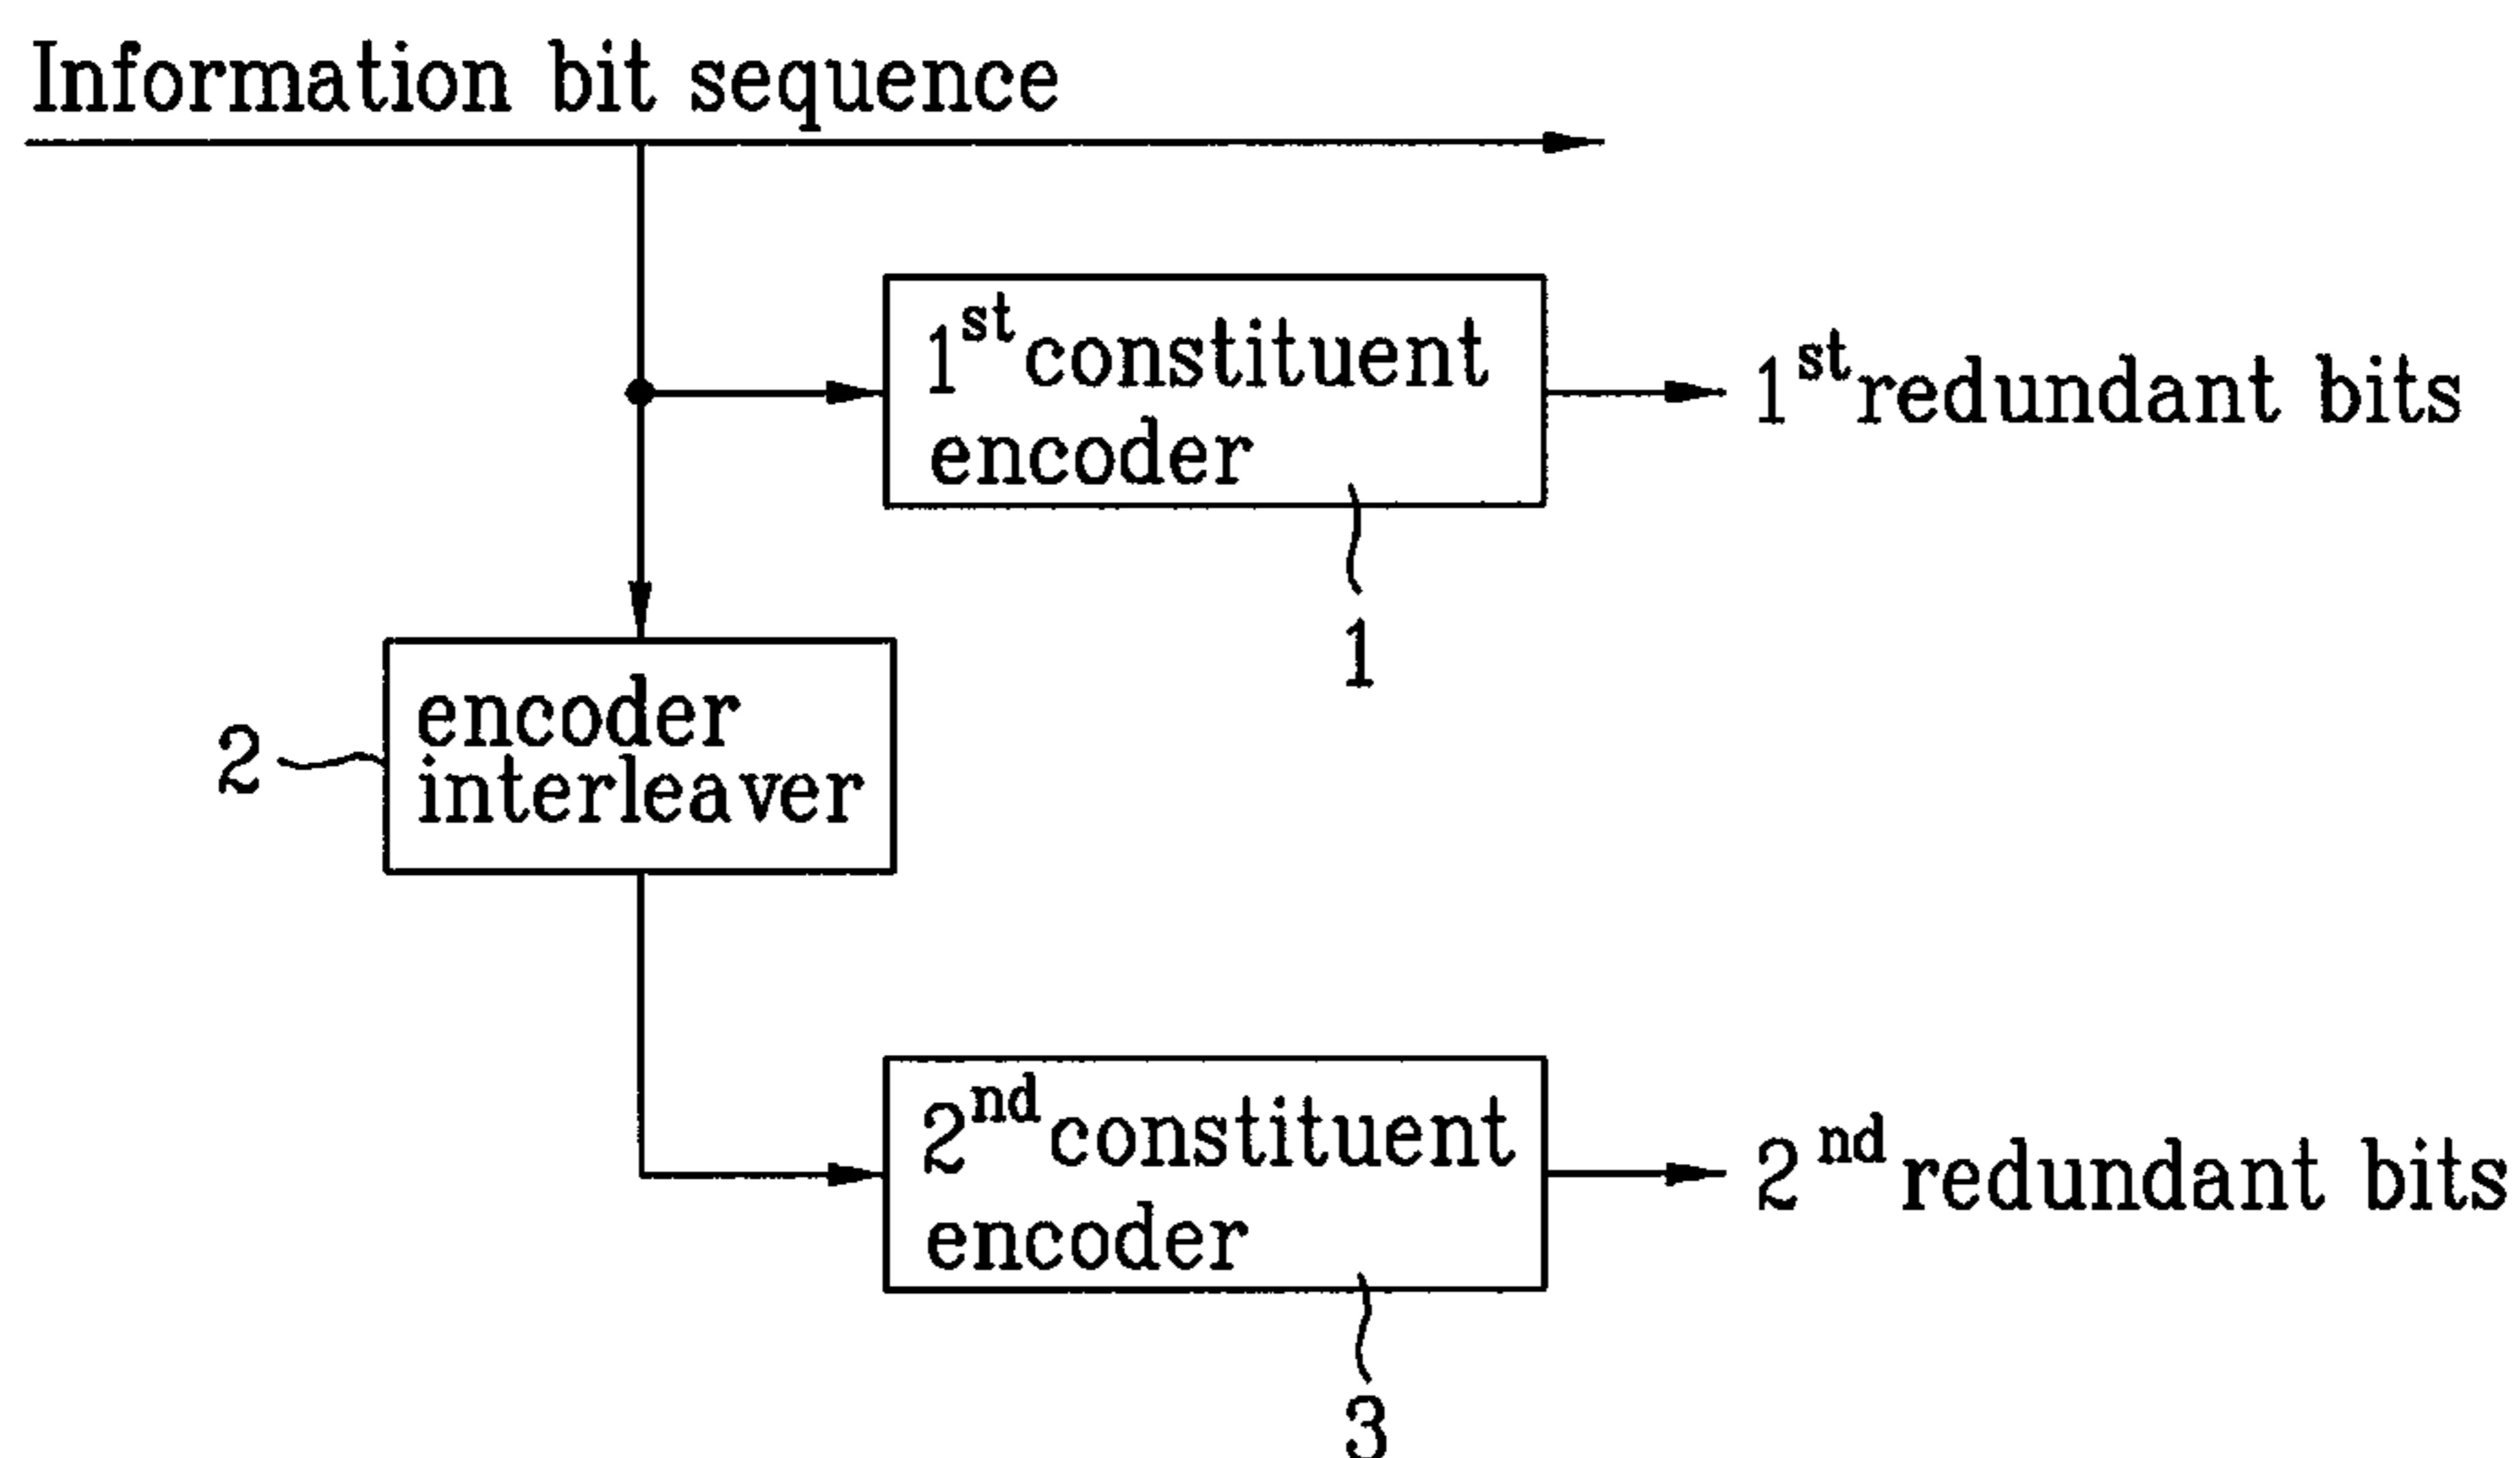 Information bit sequence
1st constituent
encoder
1st redundant bits
1
encoder
interleaver
2
2nd constituent
encoder
2nd redundant bits
3